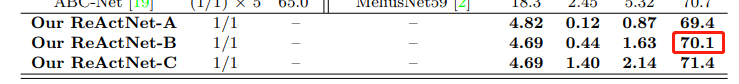 ABC-Net [19] (1/1) × 5 65.0 MeliusNet59 [2] 18.3 2.45 5.32 70.7
Our ReActNet-A 1/1 – – 4.82 0.12 0.87 69.4
Our ReActNet-B 1/1 – – 4.69 0.44 1.63 70.1
Our ReActNet-C 1/1 – – 4.69 1.40 2.14 71.4